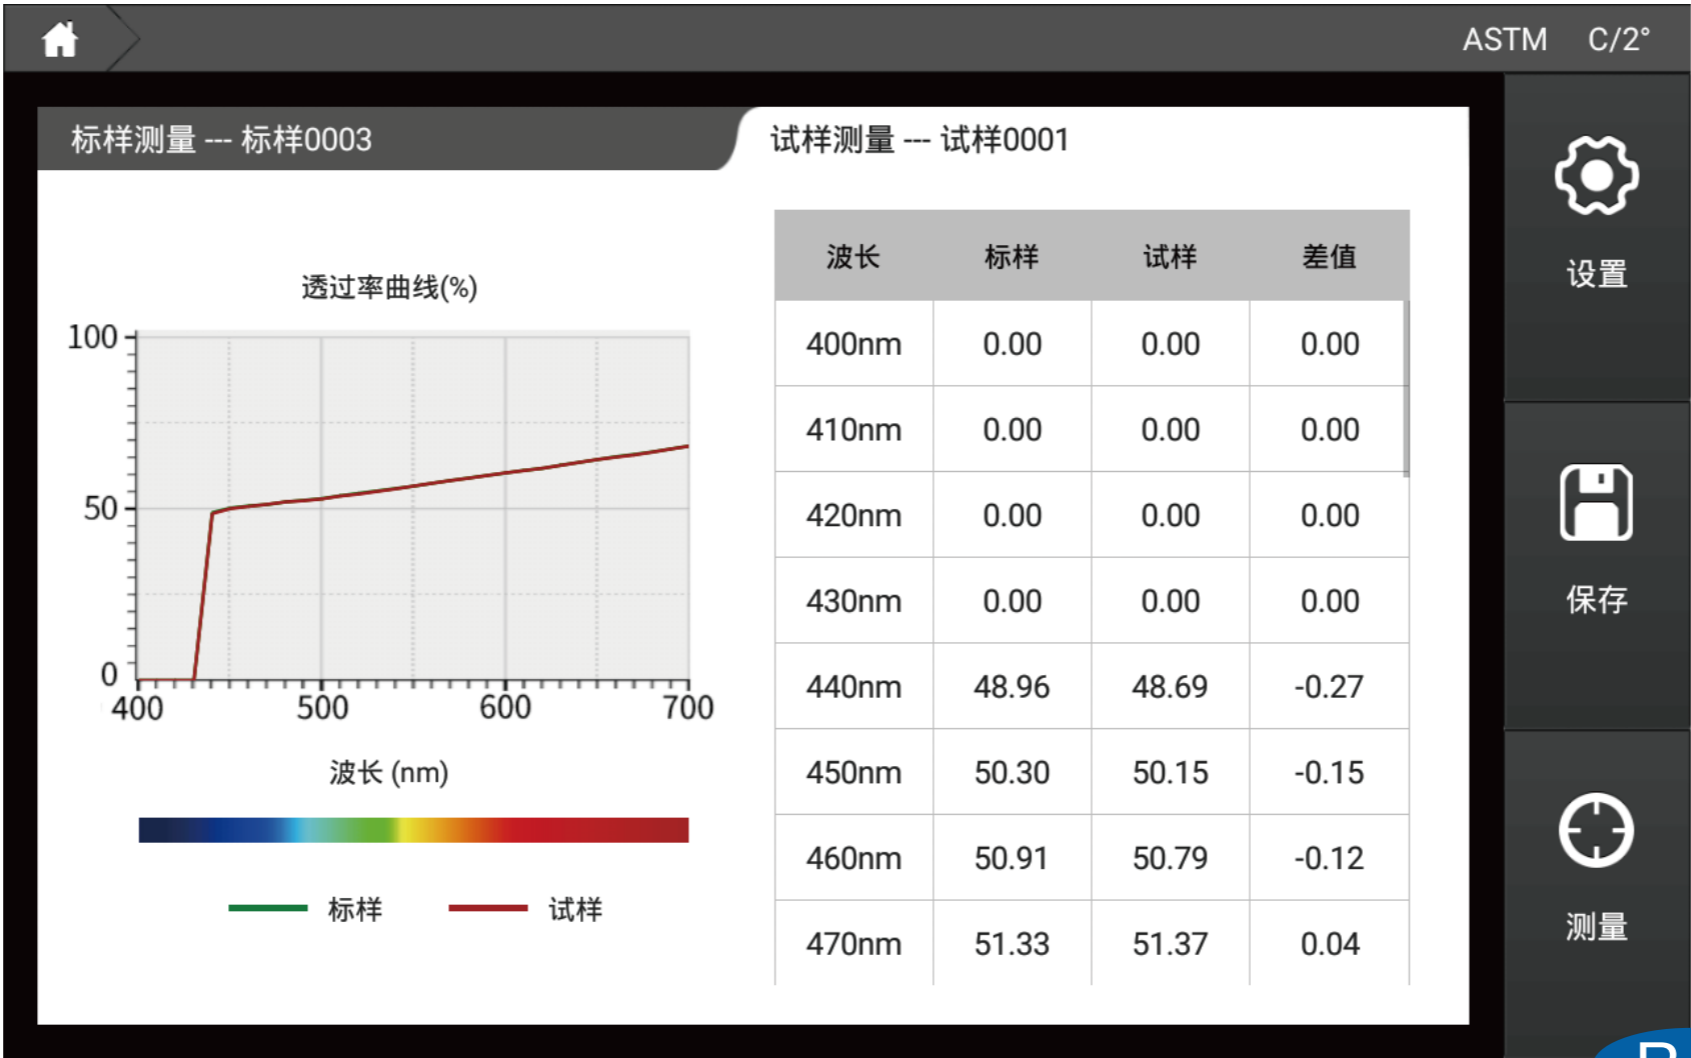 ASTM C/2°
标样测量 --- 标样0003
试样测量 --- 试样0001
透过率曲线(%)
100
50
0
400 500 600 700
波长 (nm)
标样 试样
波长 标样 试样 差值
400nm 0.00 0.00 0.00
410nm 0.00 0.00 0.00
420nm 0.00 0.00 0.00
430nm 0.00 0.00 0.00
440nm 48.96 48.69 -0.27
450nm 50.30 50.15 -0.15
460nm 50.91 50.79 -0.12
470nm 51.33 51.37 0.04
设置
保存
测量